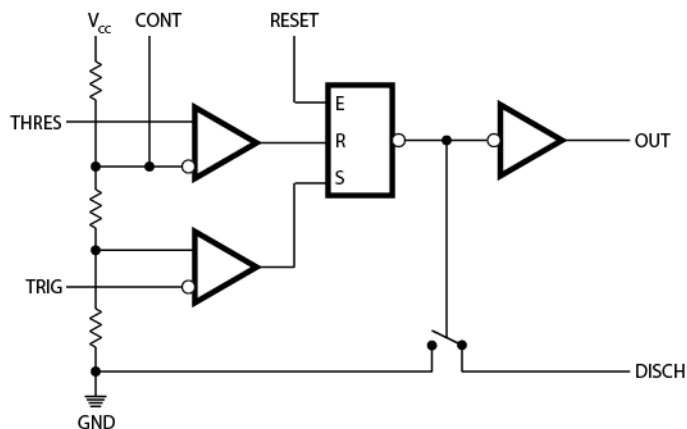 Vcc
CONT
RESET
THRES
E
R
S
OUT
TRIG
DISCH
GND